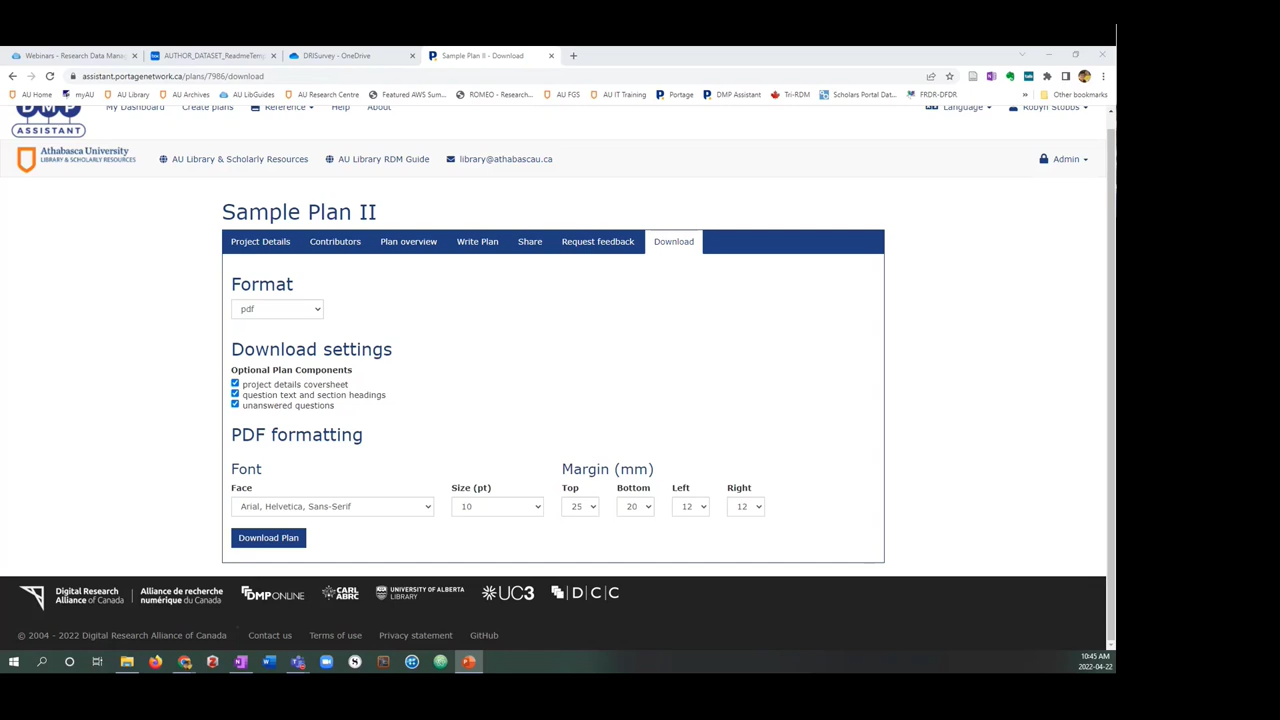 Webinars - Research Data Mana
AUTHOR_DATASET_ReadmeTemp
DRISurvey - OneDrive
Sample Plan II - Download
assistant.portagenetwork.ca/plans/7986/download
AU Home
myAU
AU Library
AU LibGuides
AU Archives
AU Research Centre
Featured AWS Sum...
ROMEO - Research...
AU FGS
AU IT Training
Portage
DMP Assistant
Tri-RDM
Scholars Portal Dat...
FRDR-DFDR
»
Other bookmarks
DMP
ASSISTANT
My Dashboard
Create plans
Reference
Help
About
Language
Robyn Stobbs
Athabasca University
LIBRARY & SCHOLARLY RESOURCES
AU Library & Scholarly Resources
AU Library RDM Guide
library@athabascau.ca
Admin
Sample Plan II
Project Details
Contributors
Plan overview
Write Plan
Share
Request feedback
Download
Format
pdf
Download settings
Optional Plan Components
project details coversheet
question text and section headings
unanswered questions
PDF formatting
Font
Margin (mm)
Face
Size (pt)
Top
Bottom
Left
Right
Arial, Helvetica, Sans-Serif
10
25
20
12
12
Download Plan
Digital Research
Alliance of Canada
Alliance de recherche
numérique du Canada
DMPONLINE
CARL
ABRC
UNIVERSITY OF ALBERTA
LIBRARY
UC3
DCC
© 2004 - 2022 Digital Research Alliance of Canada
Contact us
Terms of use
Privacy statement
GitHub
10:45 AM
2022-04-22